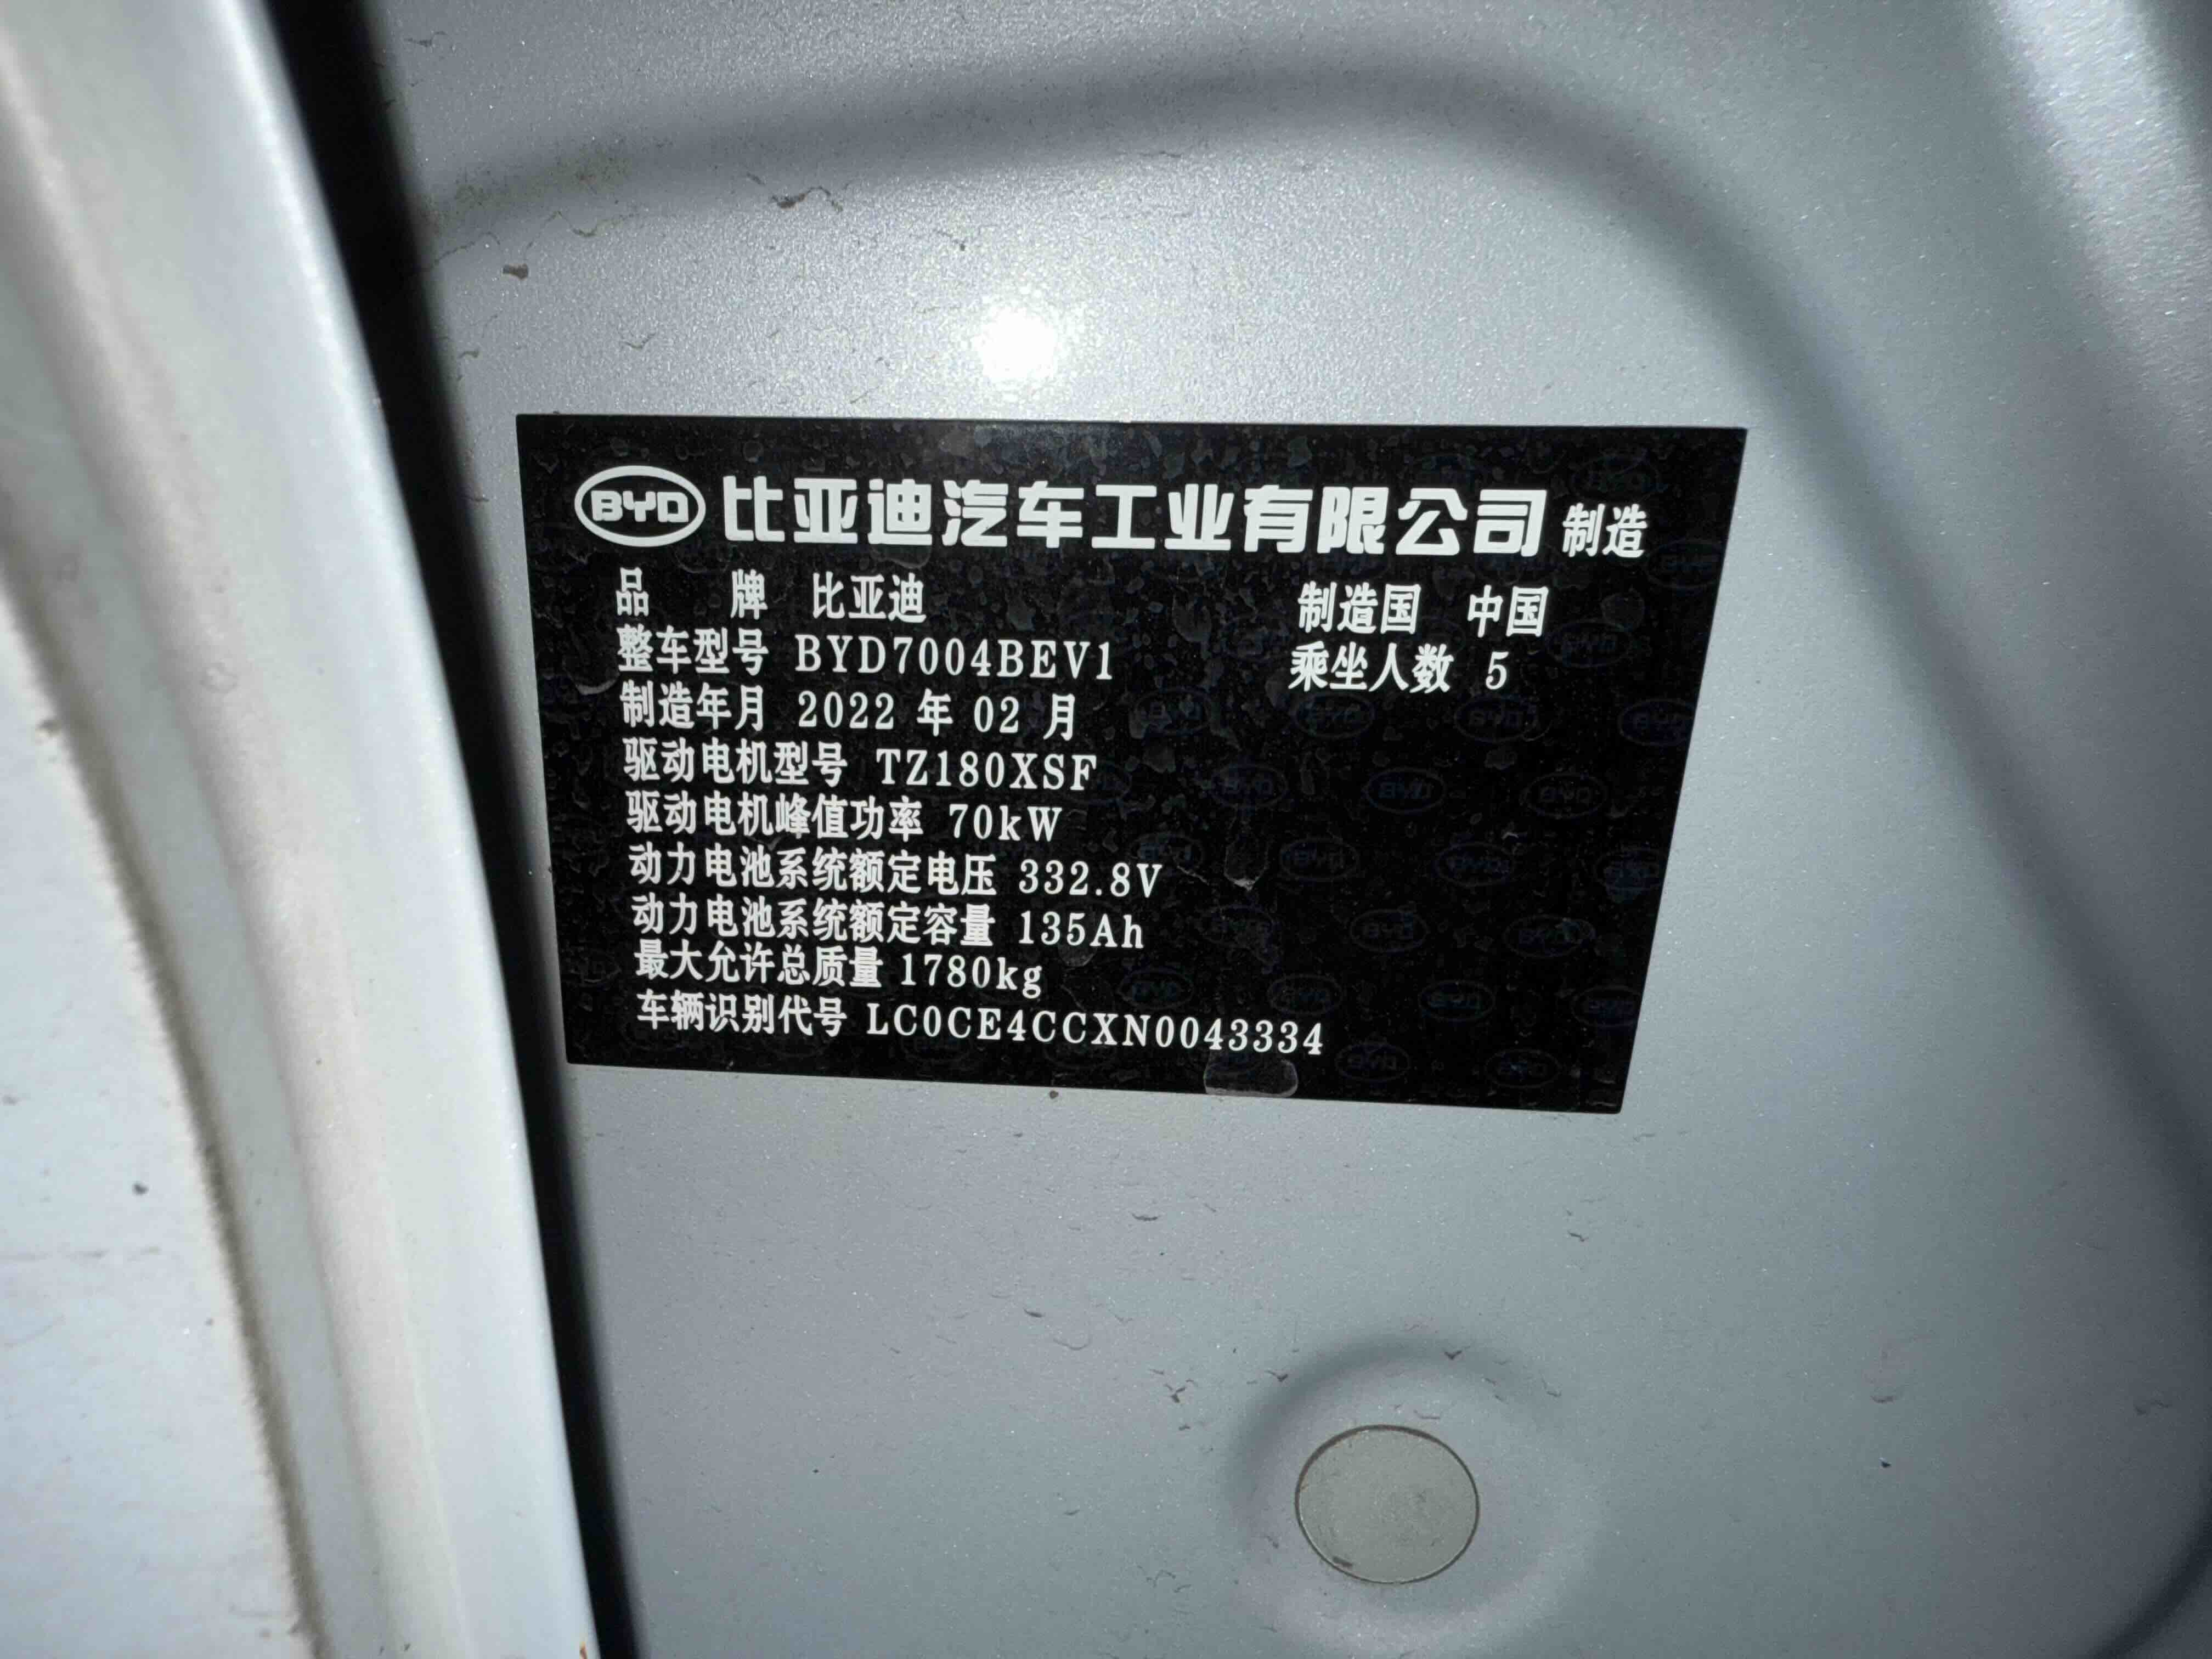 BYD 比亚迪汽车工业有限公司 制造
品 牌 比亚迪 制造国 中国
整车型号 BYD7004BEV1 乘坐人数 5
制造年月 2022 年 02 月
驱动电机型号 TZ180XSF
驱动电机峰值功率 70kW
动力电池系统额定电压 332.8V
动力电池系统额定容量 135Ah
最大允许总质量 1780kg
车辆识别代号 LC0CE4CCXN0043334